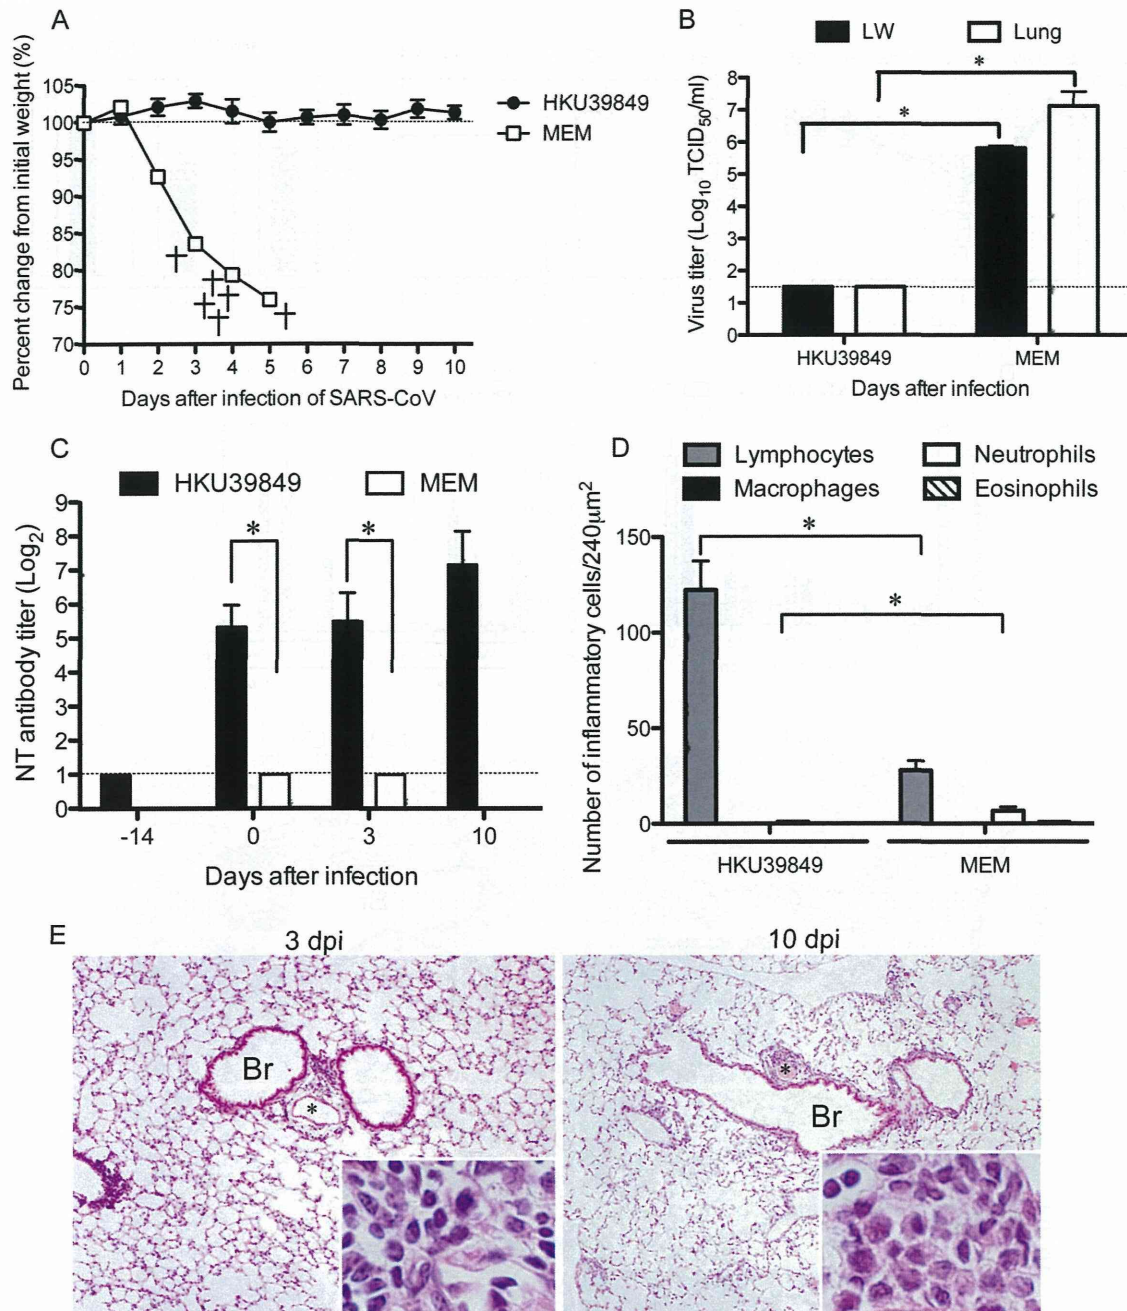 A
Percent change from initial weight (%)
105
100
95
90
85
80
75
70
0 1 2 3 4 5 6 7 8 9 10
Days after infection of SARS-CoV
HKU39849
MEM
B
LW Lung
Virus titer (Log10 TCID50/ml)
8
7
6
5
4
3
2
1
0
* *
HKU39849 MEM
Days after infection
C
HKU39849 MEM
NT antibody titer (Log2)
9
8
7
6
5
4
3
2
1
0
* *
-14 0 3 10
Days after infection
D
Lymphocytes Neutrophils
Macrophages Eosinophils
Number of inflammatory cells/240μm2
150
100
50
0
* *
HKU39849 MEM
E
3 dpi 10 dpi
Br * * Br